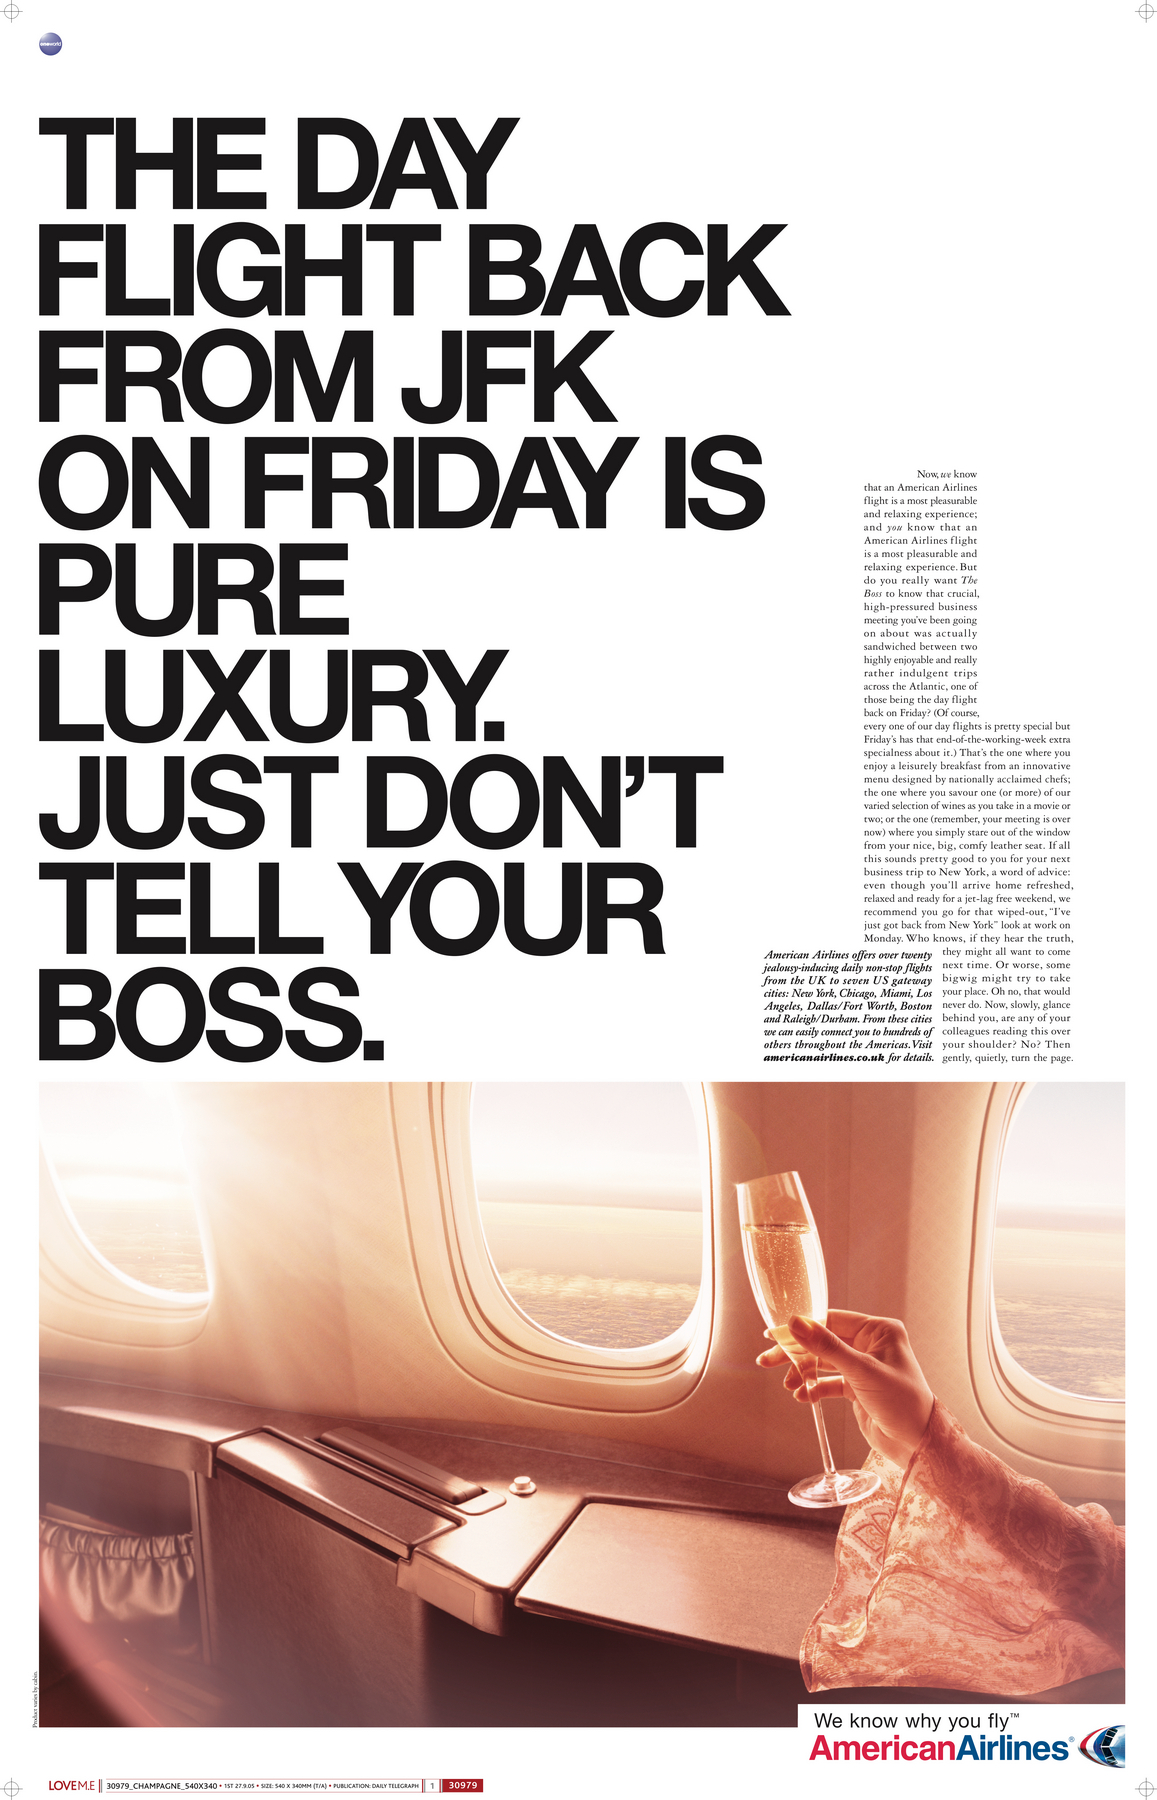 oneworld
THE DAY
FLIGHT BACK
FROM JFK
ON FRIDAY IS
PURE
LUXURY.
JUST DON'T
TELL YOUR
BOSS.
Now, we know
that an American Airlines
flight is a most pleasurable
and relaxing experience;
and you know that an
American Airlines flight
is a most pleasurable and
relaxing experience. But
do you really want The
Boss to know that crucial,
high-pressured business
meeting you've been going
on about was actually
sandwiched between two
highly enjoyable and really
rather indulgent trips
across the Atlantic, one of
those being the day flight
back on Friday? (Of course,
every one of our day flights is pretty special but
Friday's has that end-of-the-working-week extra
specialness about it.) That's the one where you
enjoy a leisurely breakfast from an innovative
menu designed by nationally acclaimed chefs;
the one where you savour one (or more) of our
varied selection of wines as you take in a movie or
two; or the one (remember, your meeting is over
now) where you simply stare out of the window
from your nice, big, comfy leather seat. If all
this sounds pretty good to you for your next
business trip to New York, a word of advice:
even though you'll arrive home refreshed,
relaxed and ready for a jet-lag free weekend, we
recommend you go for that wiped-out, "I've
just got back from New York" look at work on
Monday. Who knows, if they hear the truth,
they might all want to come
next time. Or worse, some
bigwig might try to take
your place. Oh no, that would
never do. Now, slowly, glance
behind you, are any of your
colleagues reading this over
your shoulder? No? Then
gently, quietly, turn the page.
American Airlines offers over twenty
jealousy-inducing daily non-stop flights
from the UK to seven US gateway
cities: New York, Chicago, Miami, Los
Angeles, Dallas/Fort Worth, Boston
and Raleigh/Durham. From these cities
we can easily connect you to hundreds of
others throughout the Americas. Visit
americanairlines.co.uk for details.
Product varies by cabin.
We know why you fly™
AmericanAirlines®
LOVEM.E 30979_CHAMPAGNE_540X340 • 1ST 27.9.05 • SIZE: 540 X 340MM (T/A) • PUBLICATION: DAILY TELEGRAPH 1 30979